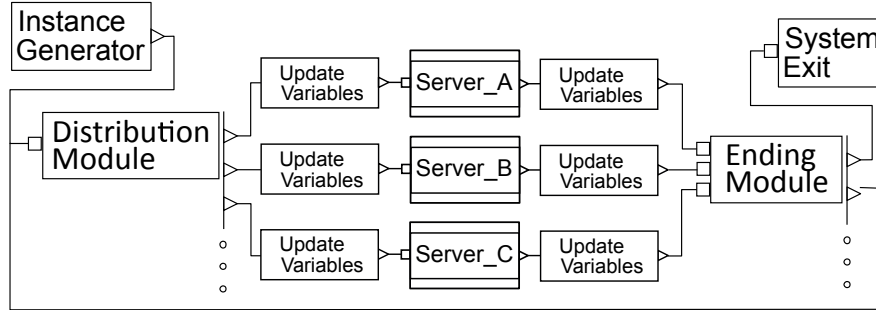 Instance
Generator
System
Exit
Update
Variables
Server_A
Update
Variables
Distribution
Module
Update
Variables
Server_B
Update
Variables
Ending
Module
Update
Variables
Server_C
Update
Variables